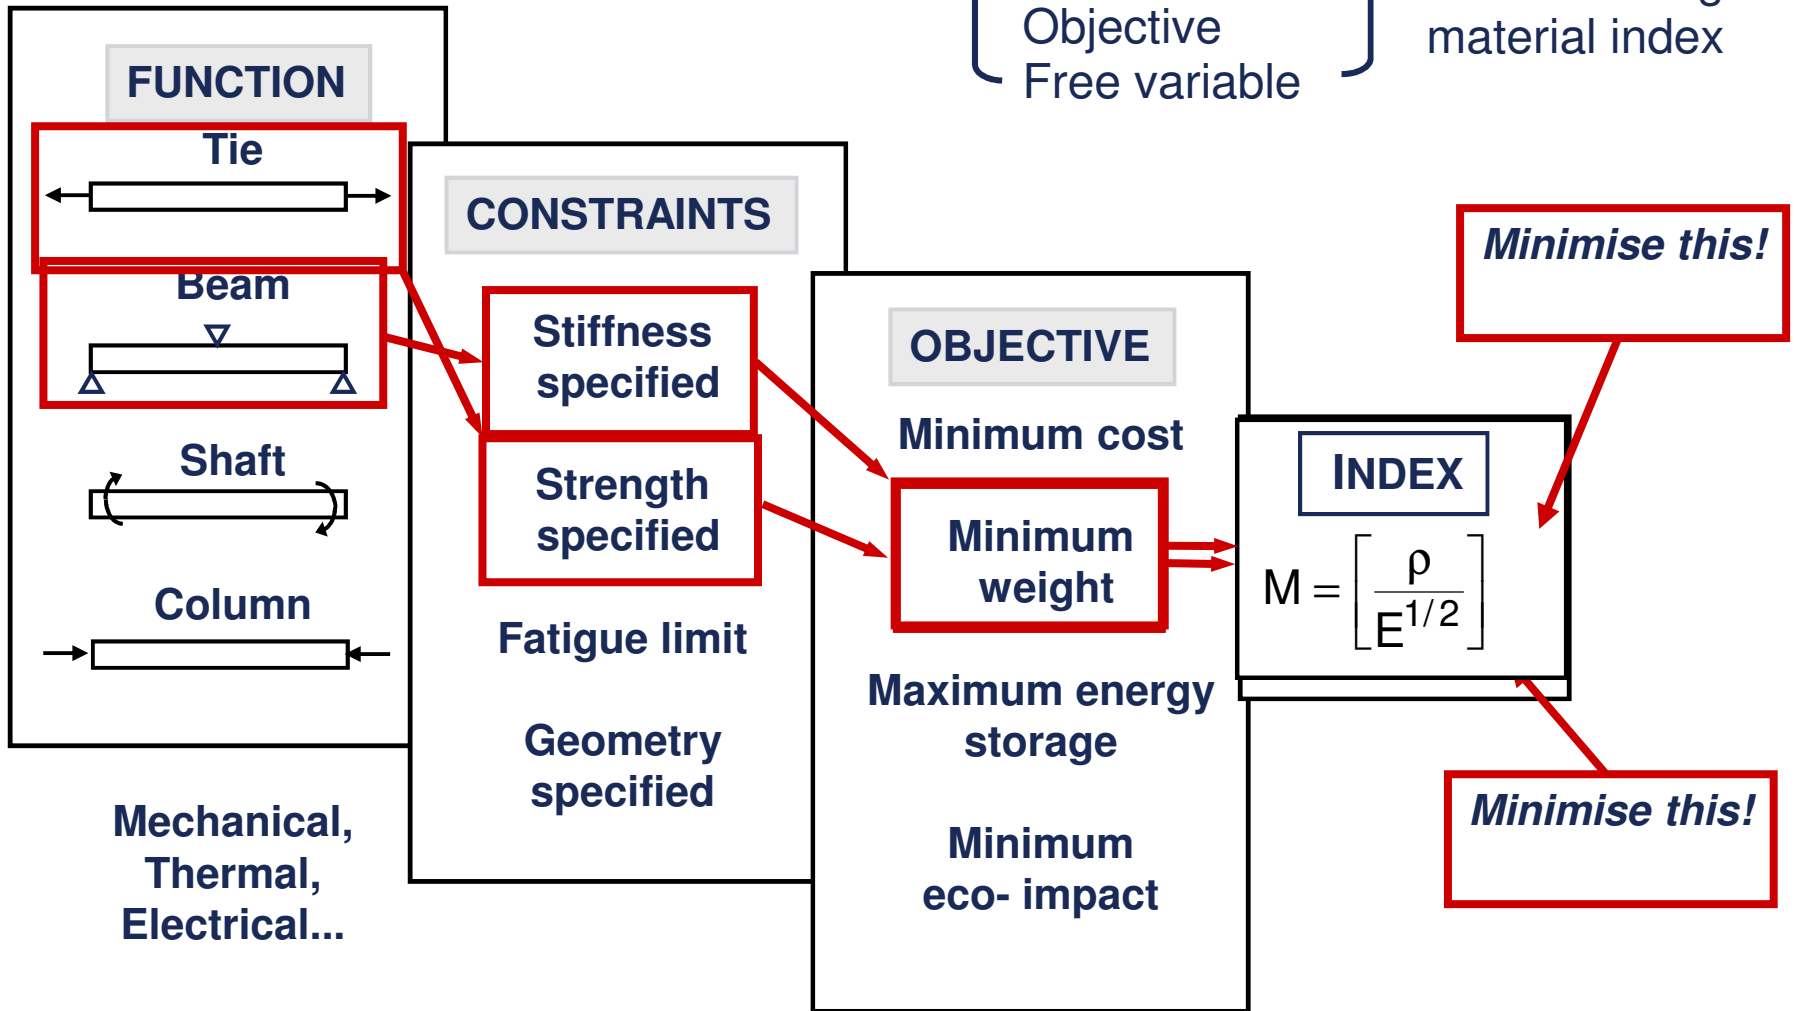 Objective
Free variable
material index
FUNCTION
Tie
Beam
Shaft
Column
Mechanical,
Thermal,
Electrical...
CONSTRAINTS
Stiffness
specified
Strength
specified
Fatigue limit
Geometry
specified
OBJECTIVE
Minimum cost
Minimum
weight
Maximum energy
storage
Minimum
eco- impact
INDEX
M = [ρ / E^1/2]
Minimise this!
Minimise this!